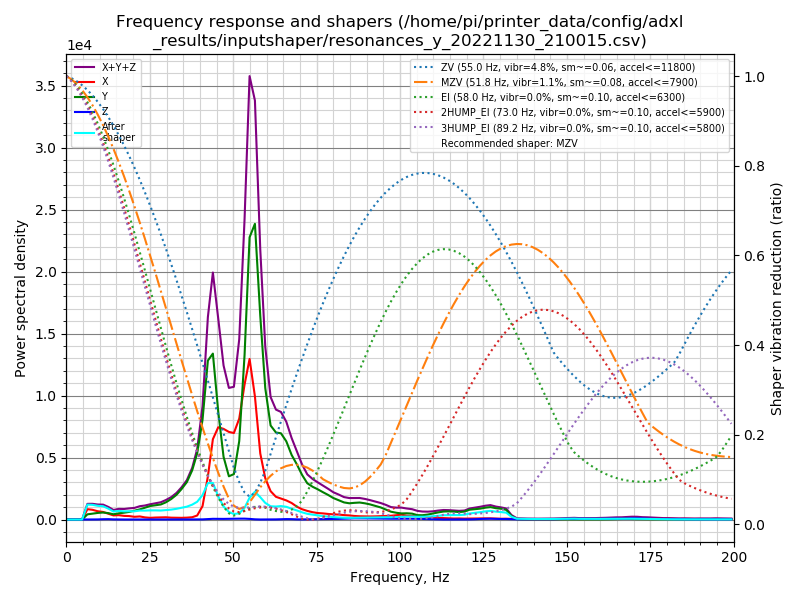 Frequency response and shapers (/home/pi/printer_data/config/adxl
_results/inputshaper/resonances_y_20221130_210015.csv)
1e4
X+Y+Z
X
Y
Z
After
shaper
ZV (55.0 Hz, vibr=4.8%, sm~=0.06, accel<=11800)
MZV (51.8 Hz, vibr=1.1%, sm~=0.08, accel<=7900)
EI (58.0 Hz, vibr=0.0%, sm~=0.10, accel<=6300)
2HUMP_EI (73.0 Hz, vibr=0.0%, sm~=0.10, accel<=5900)
3HUMP_EI (89.2 Hz, vibr=0.0%, sm~=0.10, accel<=5800)
Recommended shaper: MZV
Power spectral density
3.5
3.0
2.5
2.0
1.5
1.0
0.5
0.0
1.0
0.8
0.6
0.4
0.2
0.0
Shaper vibration reduction (ratio)
0 25 50 75 100 125 150 175 200
Frequency, Hz